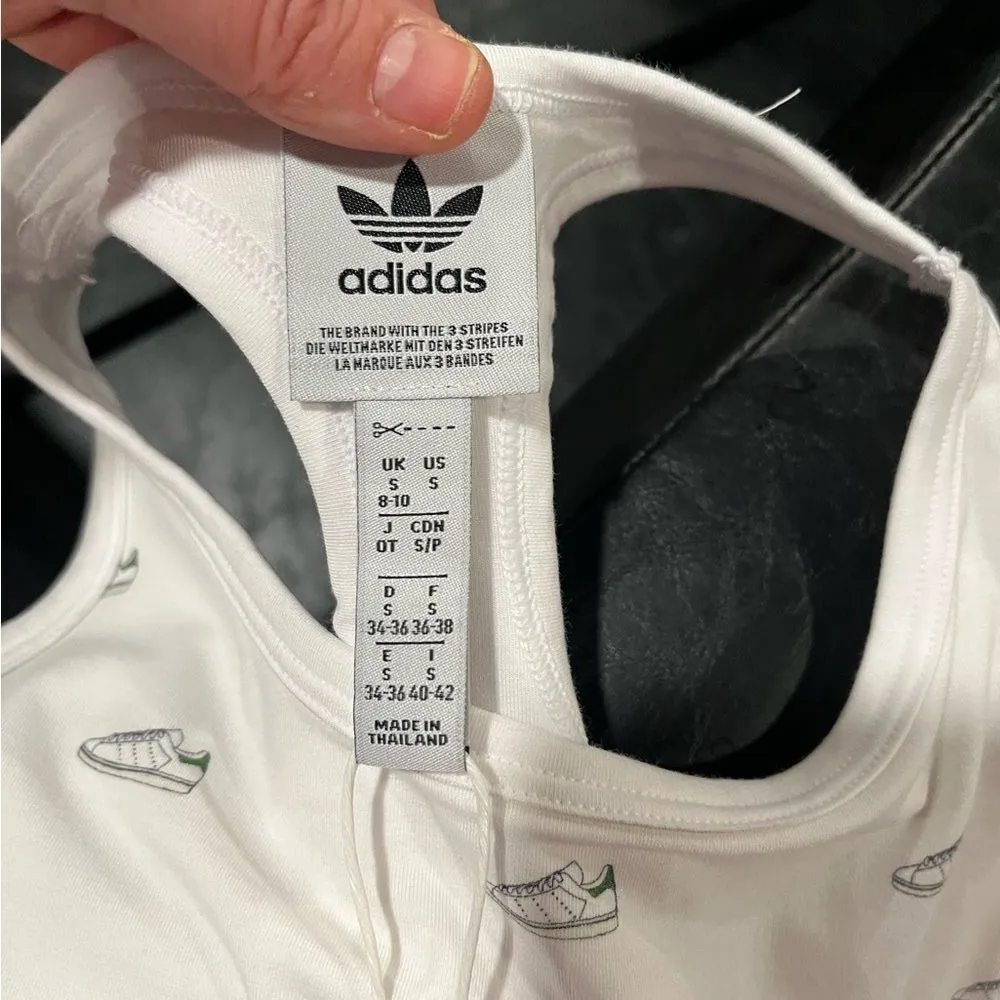 adidas
THE BRAND WITH THE 3 STRIPES
DIE WELTMARKE MIT DEN 3 STREIFEN
LA MARQUE AUX 3 BANDES
UK US
S S
8-10
J CDN
OT S/P
D F
S S
34-36 36-38
E I
S S
34-36 40-42
MADE IN
THAILAND